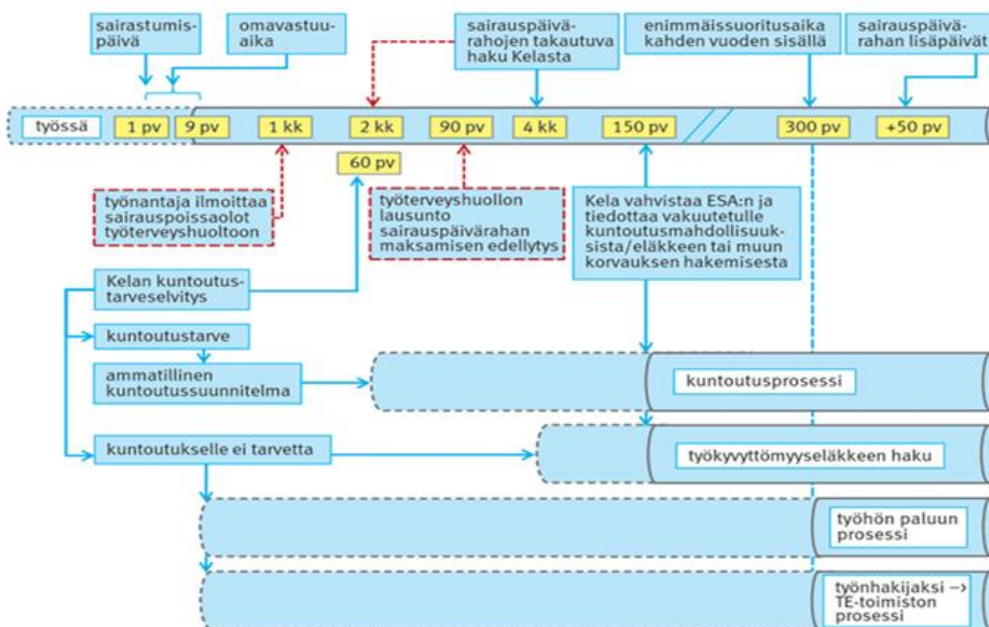 sairastumis-
päivä
omavastuu-
aika
sairauspäivä-
rahojen takautuva
haku Kelasta
enimmäissuoritusaika
kahden vuoden sisällä
sairauspäivä-
rahan lisäpäivät
työssä
1 pv
9 pv
1 kk
2 kk
90 pv
4 kk
150 pv
300 pv
+50 pv
60 pv
työnantaja ilmoittaa
sairauspoissaolot
työterveyshuoltoon
työterveyshuollon
lausunto
sairauspäivärahan
maksamisen edellytys
Kela vahvistaa ESA:n ja
tiedottaa vakuutetulle
kuntoutusmahdollisuuk-
sista/eläkkeen tai muun
korvauksen hakemisesta
Kelan kuntoutus-
tarveselvitys
kuntoutustarve
ammatillinen
kuntoutussuunnitelma
kuntoutusprosessi
kuntoutukselle ei tarvetta
työkyvyttömyyseläkkeen haku
työhön paluun
prosessi
työnhakijaksi –>
TE-toimiston
prosessi